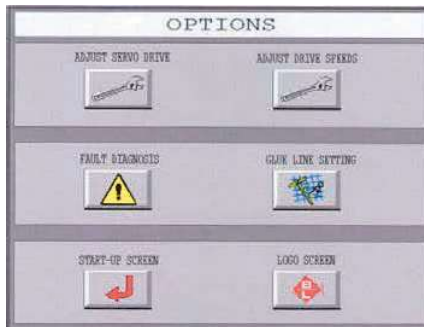 OPTIONS
ADJUST SERVO DRIVE ADJUST DRIVE SPEEDS
FAULT DIAGNOSIS GLUE LINE SETTING
START-UP SCREEN LOGO SCREEN